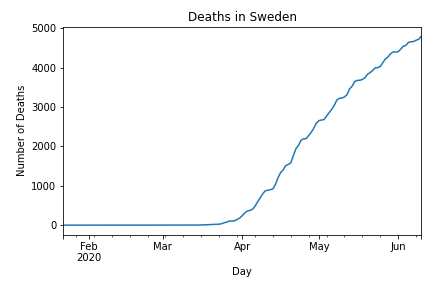 Deaths in Sweden
5000
4000
3000
2000
1000
0
Number of Deaths
Feb
2020
Mar
Apr
May
Jun
Day